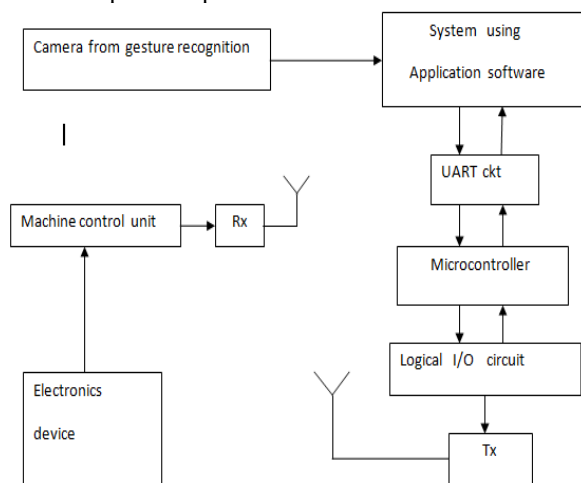 Camera from gesture recognition
System using
Application software
UART ckt
Machine control unit
Rx
Microcontroller
Logical I/O circuit
Electronics
device
Tx